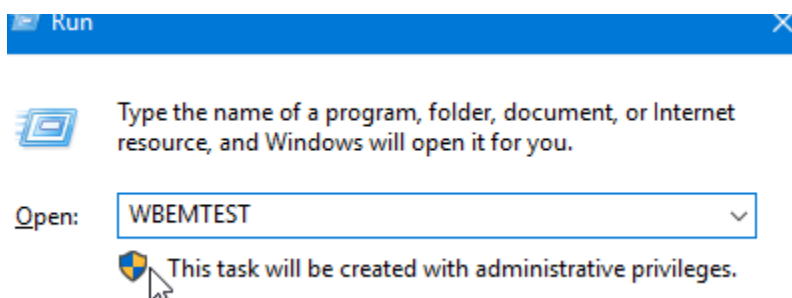 Run
Type the name of a program, folder, document, or Internet
resource, and Windows will open it for you.
Open: WBEMTEST
This task will be created with administrative privileges.